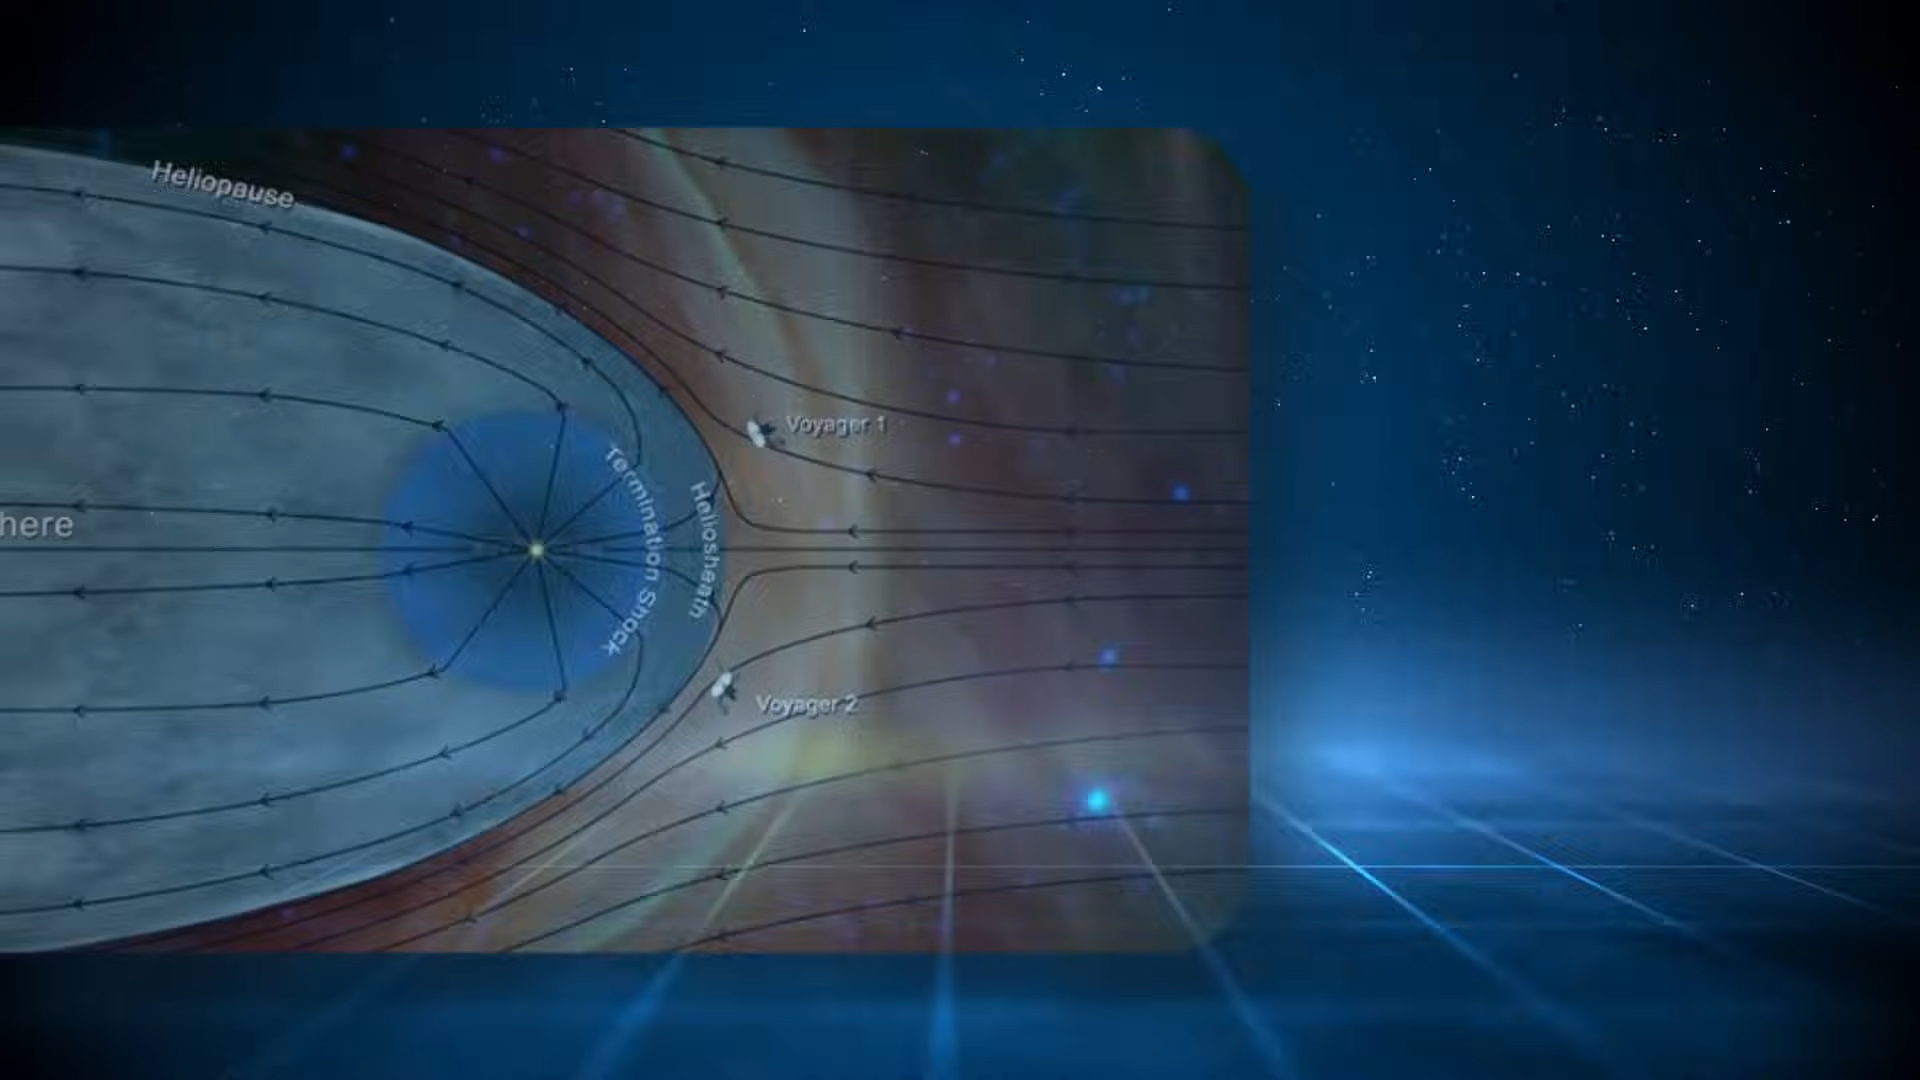 Heliopause
Voyager 1
Termination Shock
Heliosheath
here
Voyager 2